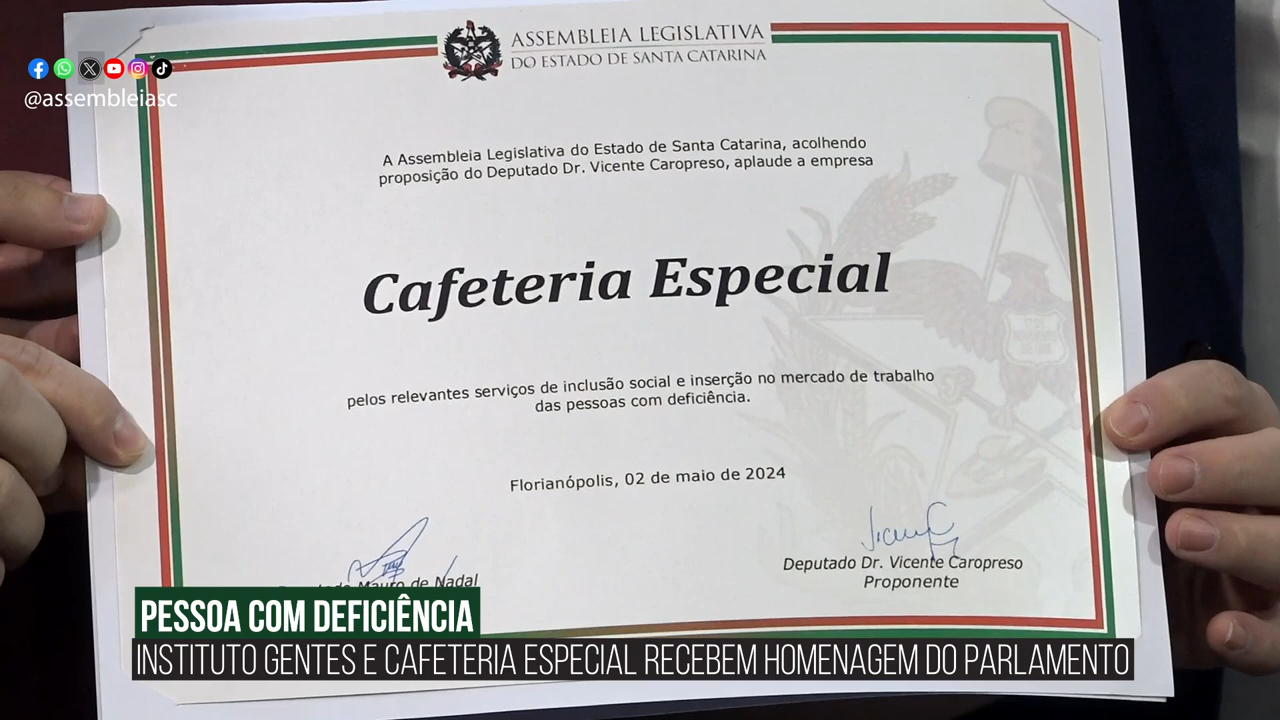 ASSEMBLEIA LEGISLATIVA
DO ESTADO DE SANTA CATARINA
@assembleiasc
A Assembleia Legislativa do Estado de Santa Catarina, acolhendo
proposição do Deputado Dr. Vicente Caropreso, aplaude a empresa
Cafeteria Especial
pelos relevantes serviços de inclusão social e inserção no mercado de trabalho
das pessoas com deficiência.
Florianópolis, 02 de maio de 2024
Deputado Mauro de Nadal
Deputado Dr. Vicente Caropreso
Proponente
PESSOA COM DEFICIÊNCIA
INSTITUTO GENTES E CAFETERIA ESPECIAL RECEBEM HOMENAGEM DO PARLAMENTO